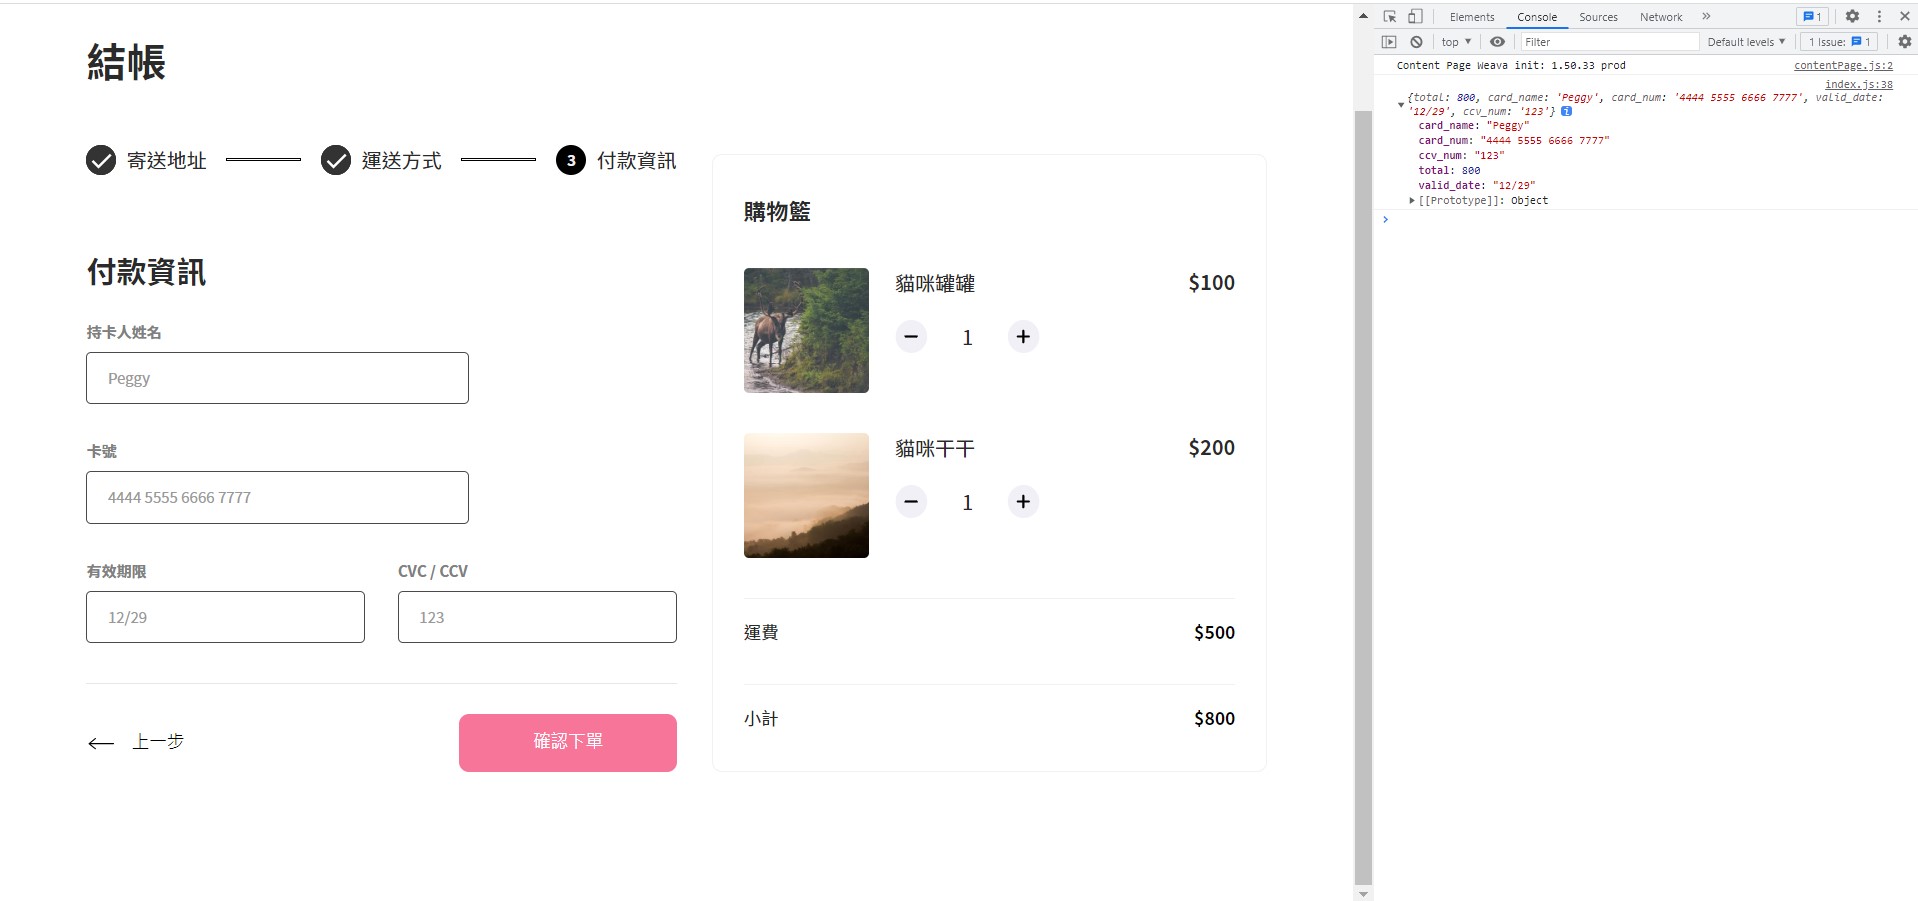 結帳
寄送地址
運送方式
3 付款資訊
付款資訊
持卡人姓名
Peggy
卡號
4444 5555 6666 7777
有效期限 CVC / CCV
12/29 123
上一步 確認下單
購物籃
貓咪罐罐 $100
1
貓咪干干 $200
1
運費 $500
小計 $800
Elements Console Sources Network » 1
top ▼ Filter Default levels ▼ 1 Issue: 1
Content Page Weava init: 1.50.33 prod contentPage.js:2
index.js:38
{total: 800, card_name: 'Peggy', card_num: '4444 5555 6666 7777', valid_date:
'12/29', ccv_num: '123'} i
card_name: "Peggy"
card_num: "4444 5555 6666 7777"
ccv_num: "123"
total: 800
valid_date: "12/29"
[[Prototype]]: Object